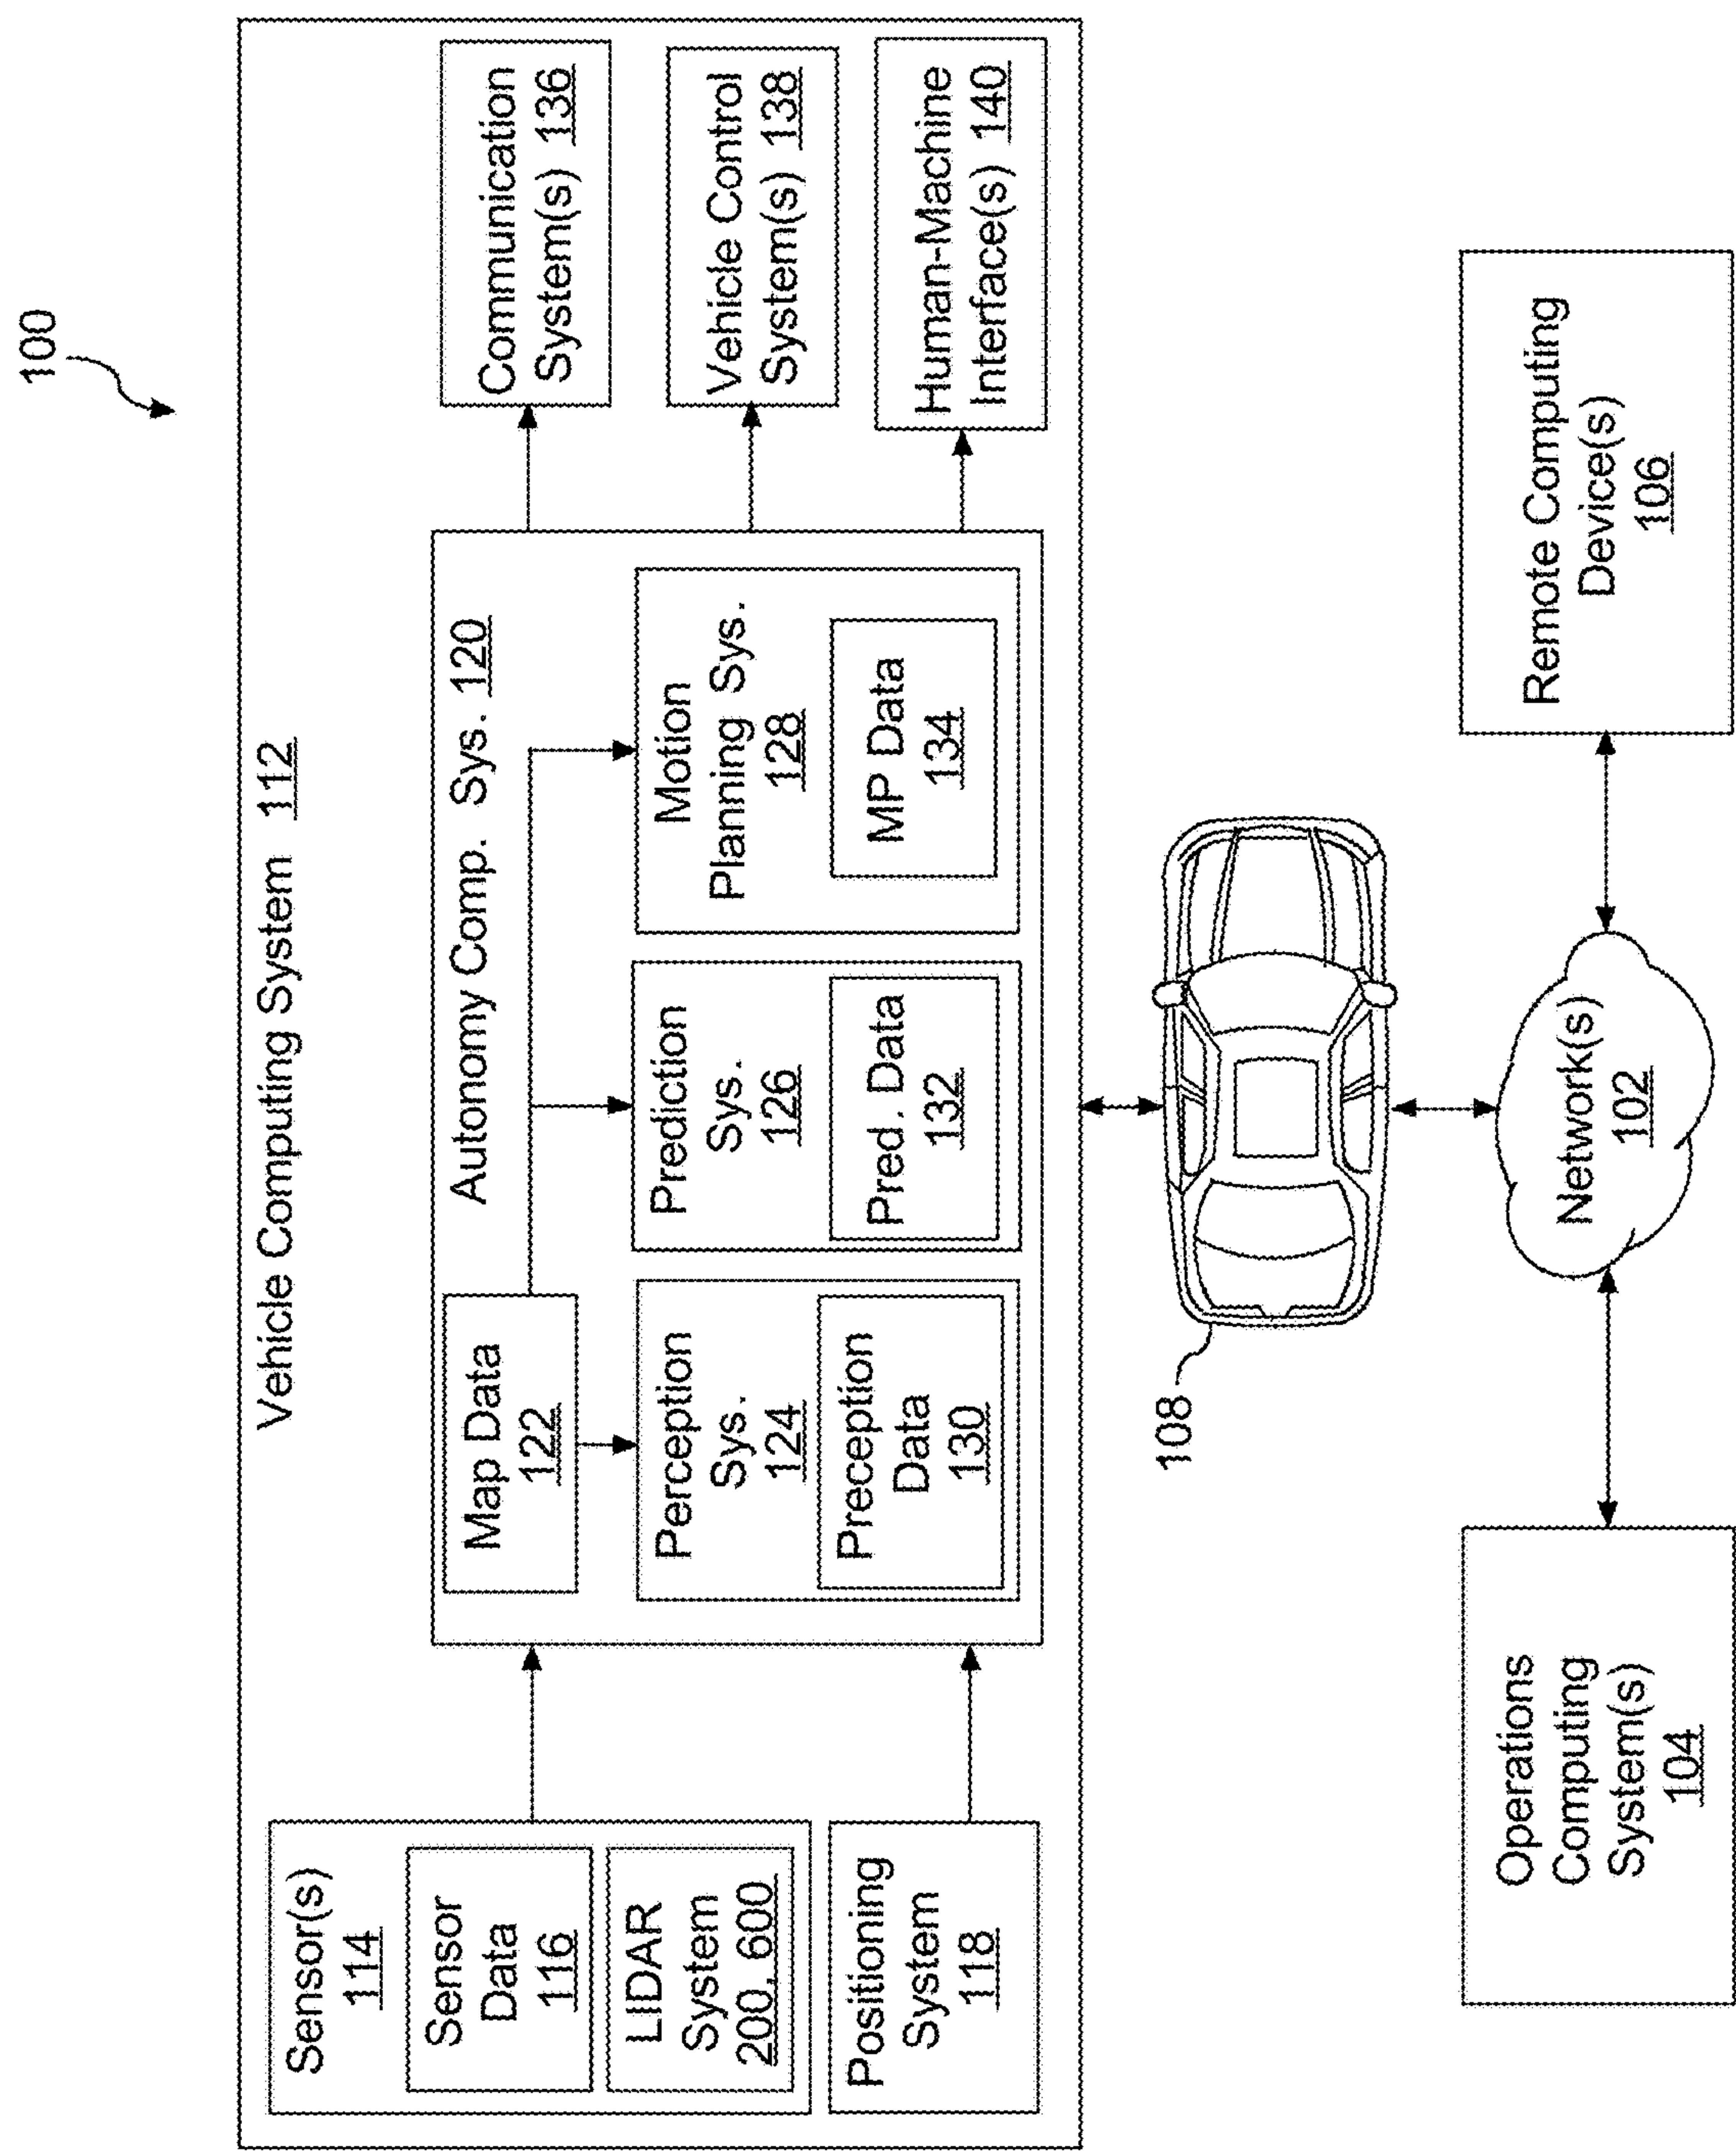 100
Vehicle Computing System 112
Sensor(s)
114
Sensor
Data
116
LIDAR
System
200, 600
Positioning
System
118
Autonomy Comp. Sys. 120
Map Data
122
Perception
Sys.
124
Preception
Data
130
Prediction
Sys.
126
Pred. Data
132
Motion
Planning Sys.
128
MP Data
134
Communication
System(s) 136
Vehicle Control
System(s) 138
Human-Machine
Interface(s) 140
108
Operations
Computing
System(s)
104
Network(s)
102
Remote Computing
Device(s)
106